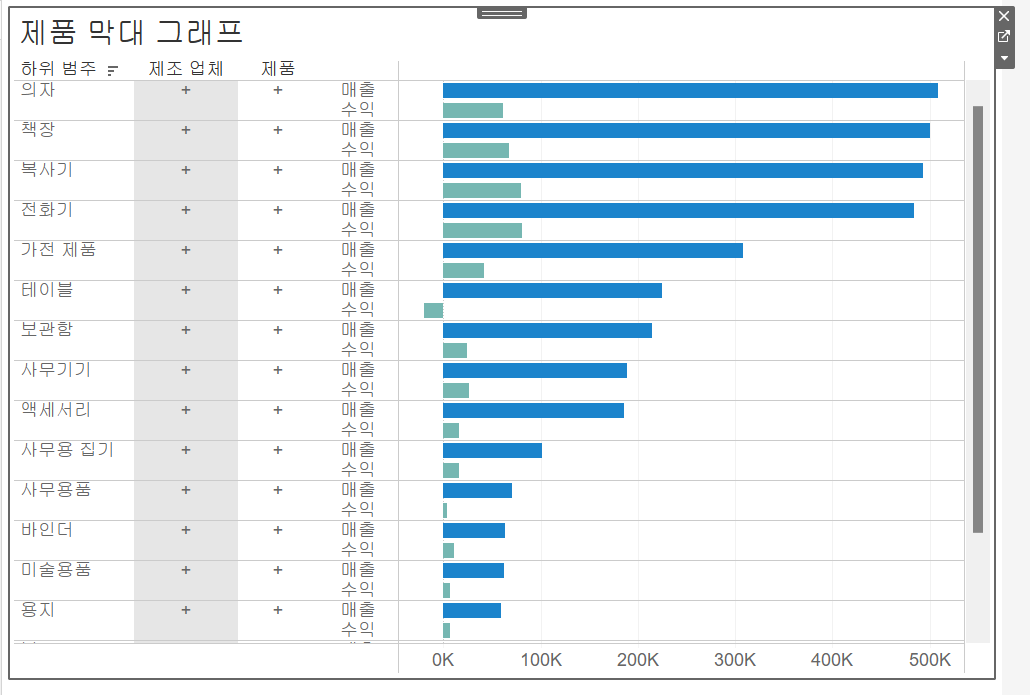 제품 막대 그래프
하위 범주 제조 업체 제품
의자 + + 매출
수익
책장 + + 매출
수익
복사기 + + 매출
수익
전화기 + + 매출
수익
가전 제품 + + 매출
수익
테이블 + + 매출
수익
보관함 + + 매출
수익
사무기기 + + 매출
수익
액세서리 + + 매출
수익
사무용 집기 + + 매출
수익
사무용품 + + 매출
수익
바인더 + + 매출
수익
미술용품 + + 매출
수익
용지 + + 매출
수익
0K 100K 200K 300K 400K 500K